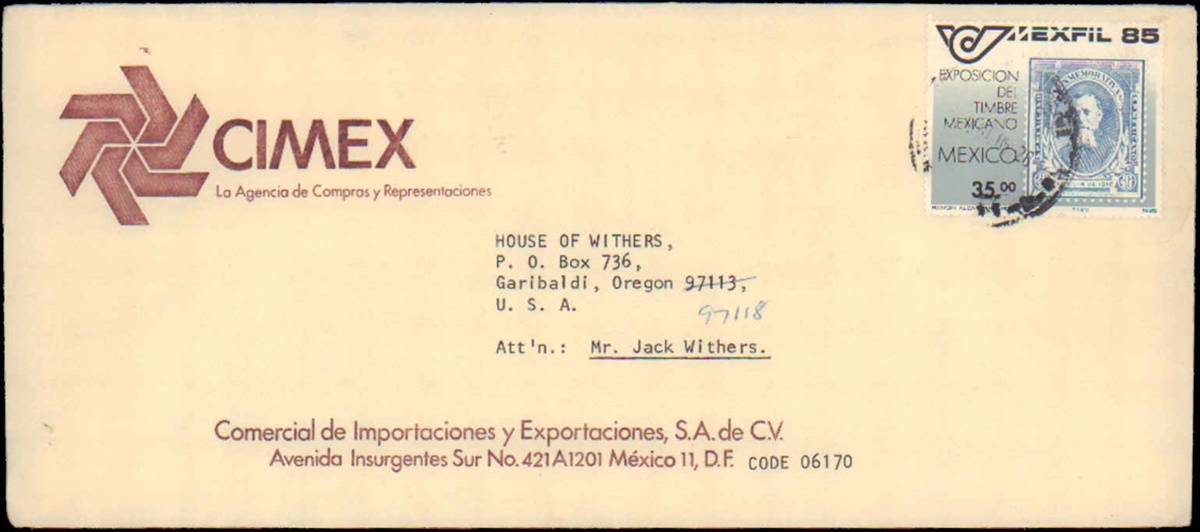 MEXFIL 85
EXPOSICION
DEL
TIMBRE
MEXICANO
MEXICO
35.00
CIMEX
La Agencia de Compras y Representaciones
HOUSE OF WITHERS,
P. O. Box 736,
Garibaldi, Oregon 97113,
U. S. A.
97118
Att'n.: Mr. Jack Withers.
Comercial de Importaciones y Exportaciones, S.A. de C.V.
Avenida Insurgentes Sur No. 421A1201 México 11, D.F. CODE 06170